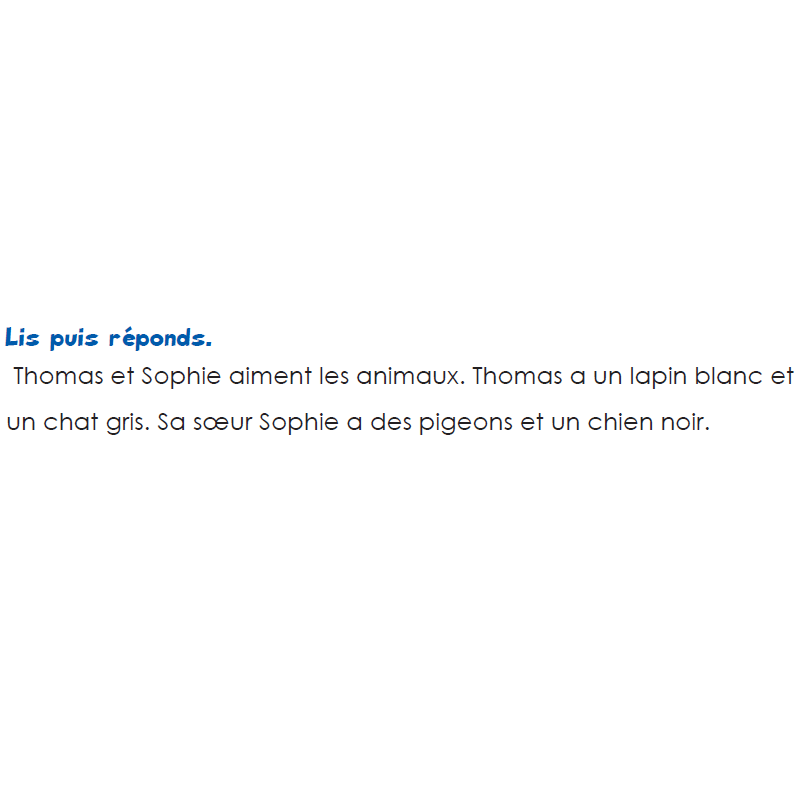 Lis puis réponds.
Thomas et Sophie aiment les animaux. Thomas a un lapin blanc et
un chat gris. Sa sœur Sophie a des pigeons et un chien noir.